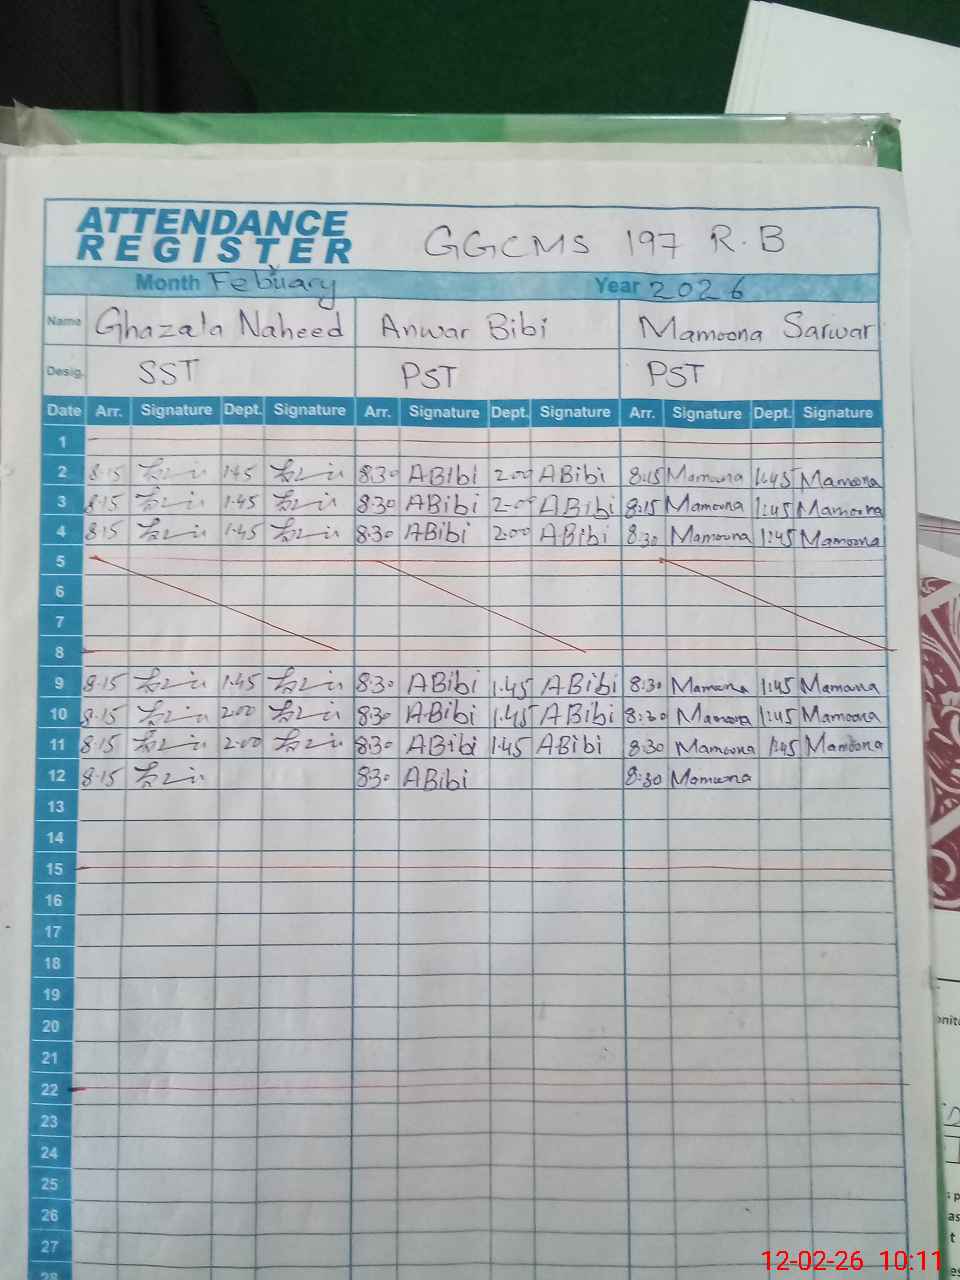 ATTENDANCE
REGISTER
GGCMS 197 R.B
Month Febuary Year 2026
Name Ghazala Naheed Anwar Bibi Mamoona Sarwar
Desig. SST PST PST
Date Arr. Signature Dept. Signature Arr. Signature Dept. Signature Arr. Signature Dept. Signature
1
2 8:15 1:45 8:30 ABibi 2:00 ABibi 8:15 Mamoona 1:45 Mamoona
3 8:15 1:45 8:30 ABibi 2:00 ABibi 8:15 Mamoona 1:45 Mamoona
4 8:15 1:45 8:30 ABibi 2:00 ABibi 8:30 Mamoona 1:45 Mamoona
5
6
7
8
9 8:15 1:45 8:30 ABibi 1:45 ABibi 8:30 Mamoona 1:45 Mamoona
10 8:15 2:00 8:30 ABibi 1:45 ABibi 8:30 Mamoona 1:45 Mamoona
11 8:15 2:00 8:30 ABibi 1:45 ABibi 8:30 Mamoona 1:45 Mamoona
12 8:15 8:30 ABibi 8:30 Mamoona
13
14
15
16
17
18
19
20
21
22
23
24
25
26
27
28
12-02-26 10:11